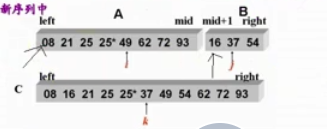 新序列中
A B
left mid mid+1 right
08 21 25 25* 49 62 72 93 16 37 54
i j
left right
C 08 16 21 25 25* 37 49 54 62 72 93
k